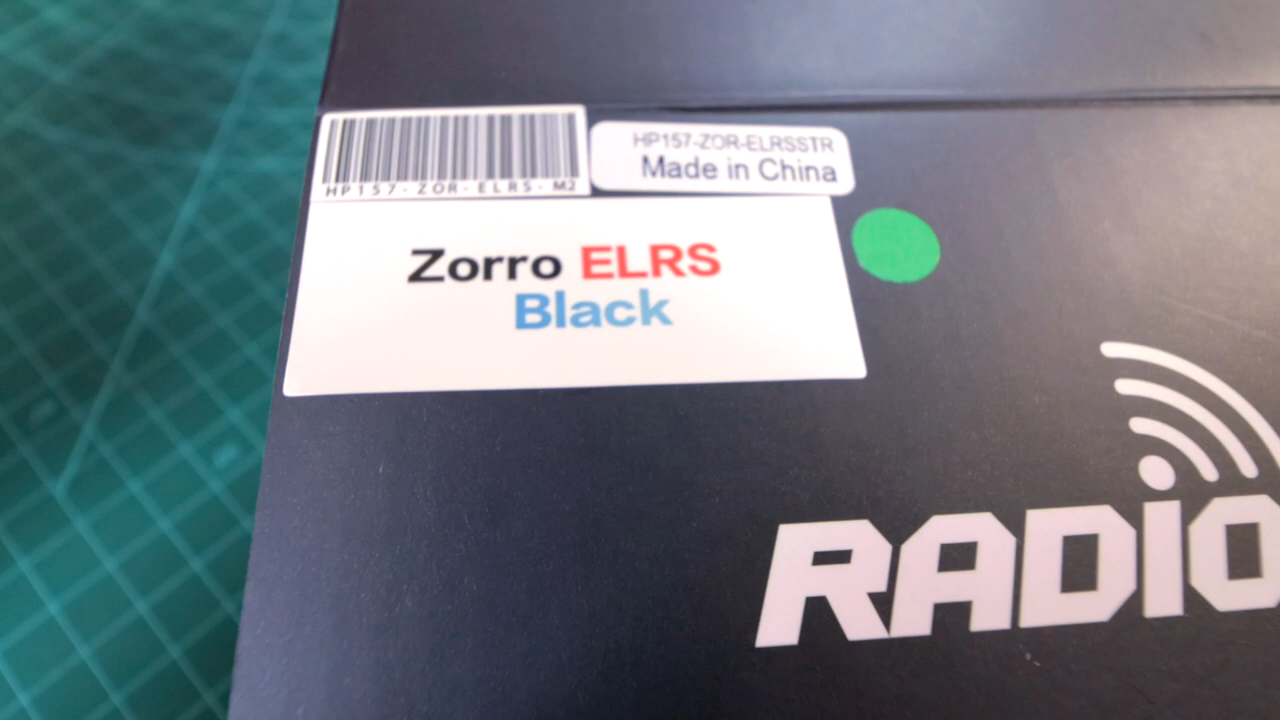 HP157-ZOR-ELRS-M2
HP157-ZOR-ELRSSTR
Made in China
Zorro ELRS
Black
RADIO